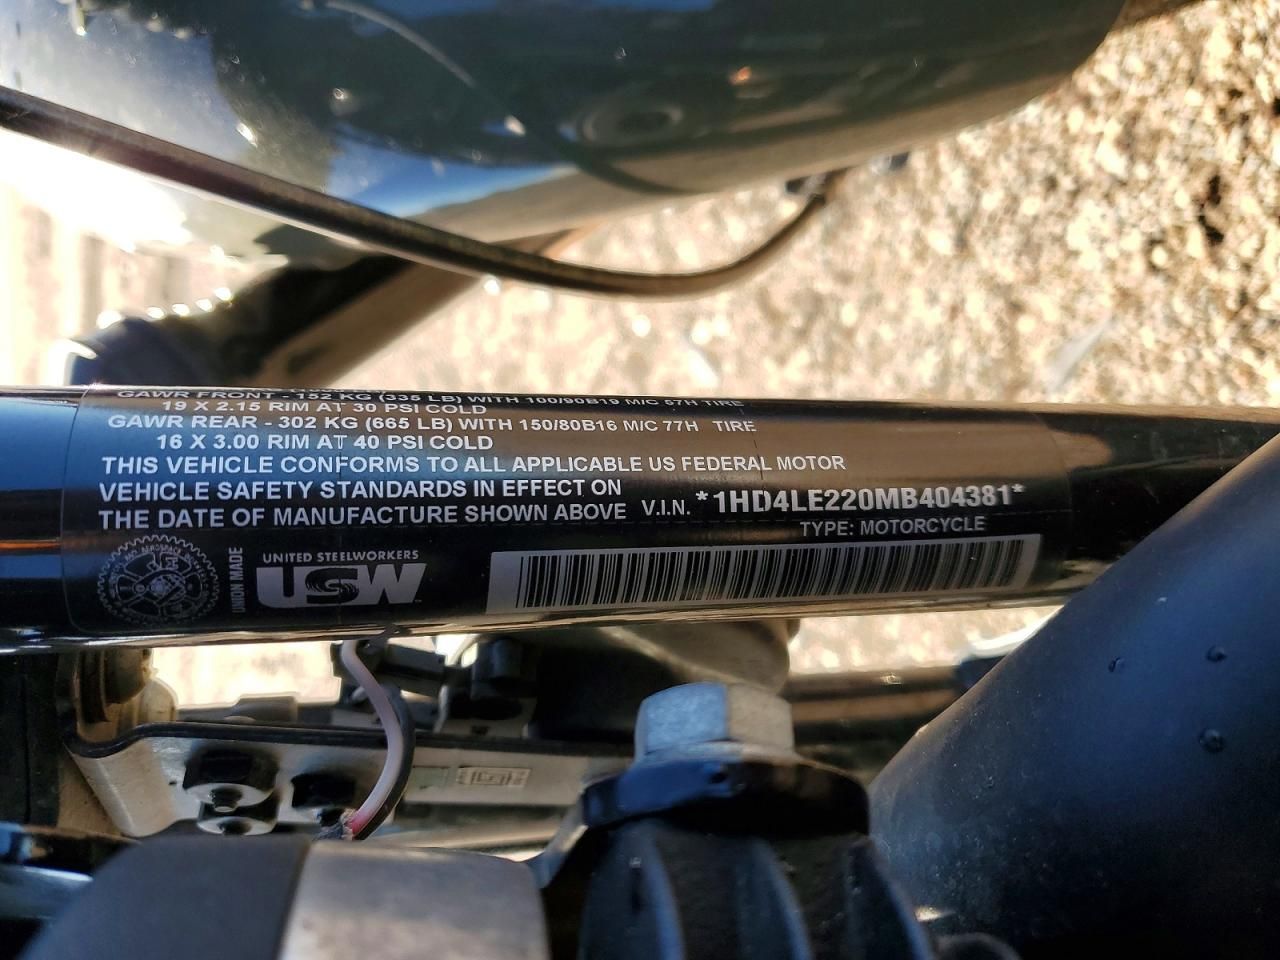 GAWR FRONT - 152 KG (335 LB) WITH 100/90B19 M/C 57H TIRE
19 X 2.15 RIM AT 30 PSI COLD
GAWR REAR - 302 KG (665 LB) WITH 150/80B16 M/C 77H TIRE
16 X 3.00 RIM AT 40 PSI COLD
THIS VEHICLE CONFORMS TO ALL APPLICABLE US FEDERAL MOTOR
VEHICLE SAFETY STANDARDS IN EFFECT ON
THE DATE OF MANUFACTURE SHOWN ABOVE V.I.N. *1HD4LE220MB404381*
TYPE: MOTORCYCLE
UNION MADE
UNITED STEELWORKERS
USW